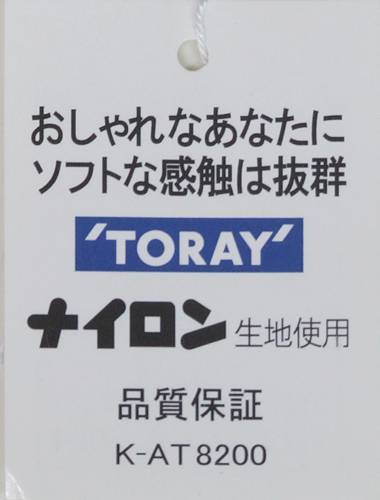 おしゃれなあなたに
ソフトな感触は抜群
'TORAY'
ナイロン生地使用
品質保証
K-AT8200